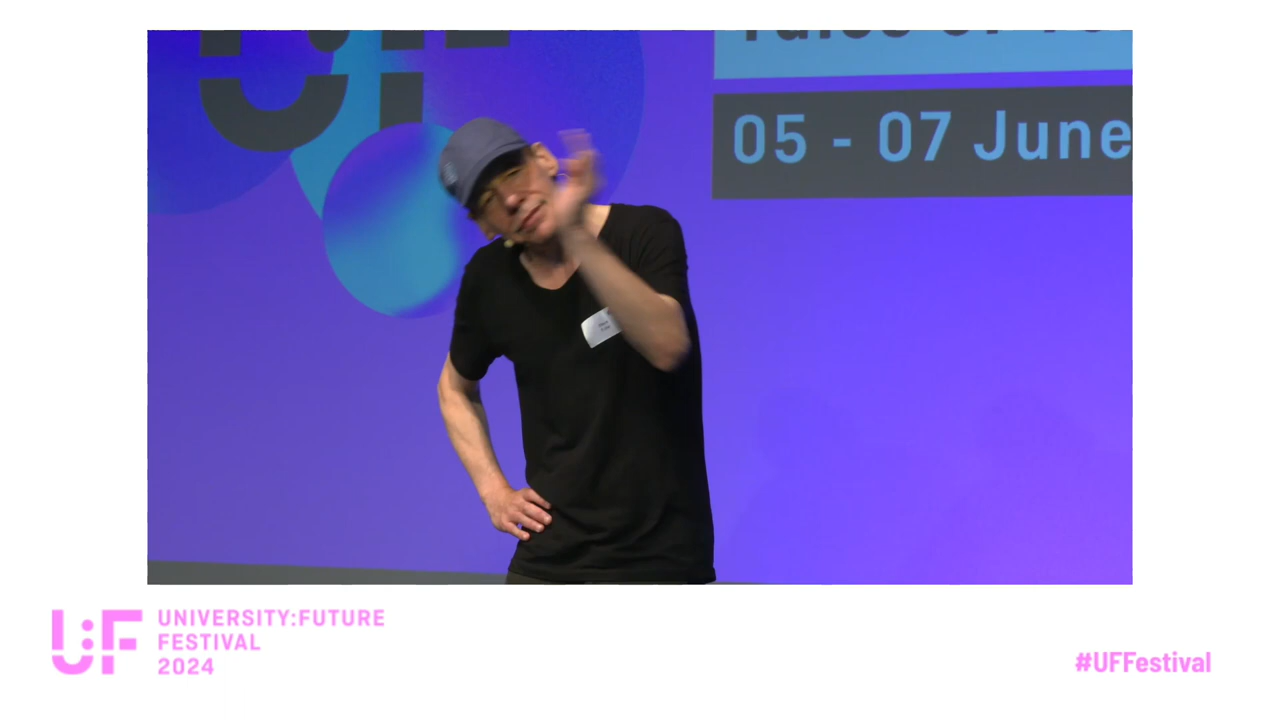 05 - 07 June
U:F
UNIVERSITY:FUTURE
FESTIVAL
2024
#UFFestival